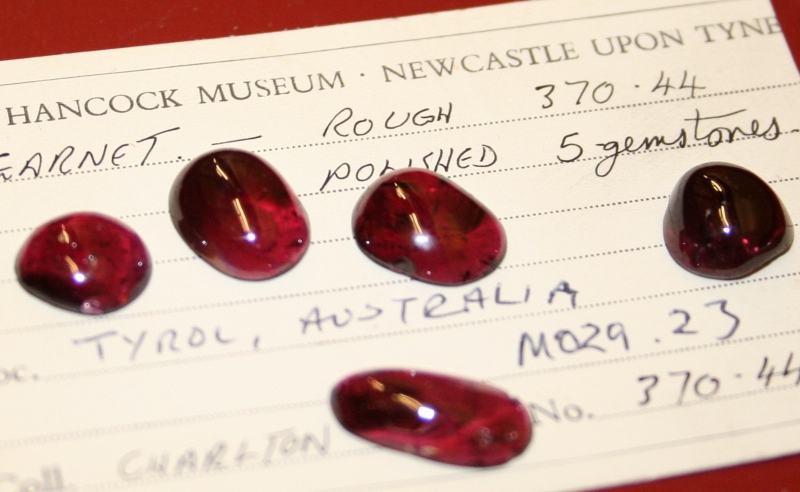 HANCOCK MUSEUM · NEWCASTLE UPON TYNE
GARNET. — ROUGH 370.44
POLISHED 5 gemstones.
oc. TYROL, AUSTRALIA
M029.23
Coll. CHARLTON No. 370.44